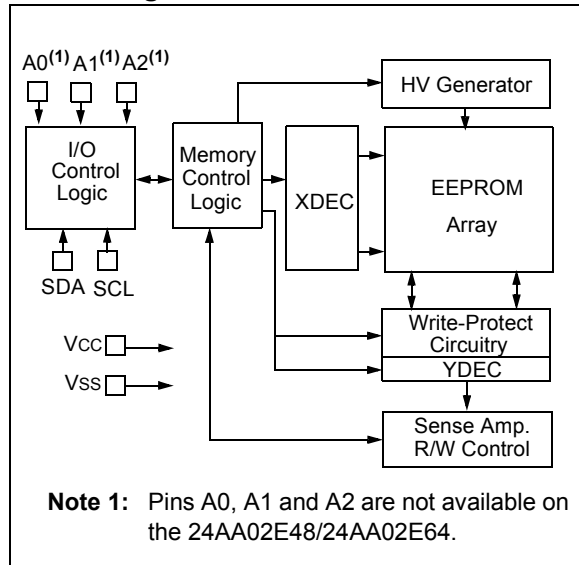 A0(1) A1(1) A2(1)
HV Generator
I/O
Control
Logic
Memory
Control
Logic
XDEC
EEPROM
Array
SDA
SCL
Write-Protect
Circuitry
YDEC
VCC
VSS
Sense Amp.
R/W Control
Note 1: Pins A0, A1 and A2 are not available on
the 24AA02E48/24AA02E64.